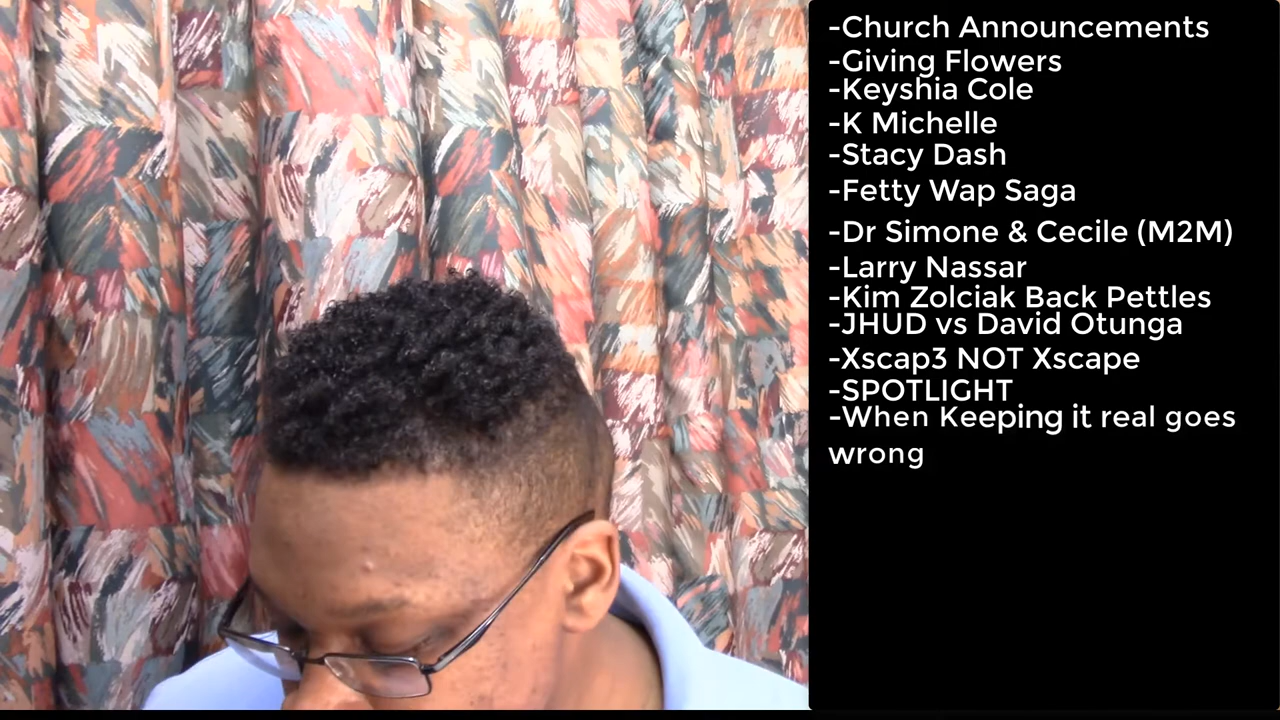 -Church Announcements
-Giving Flowers
-Keyshia Cole
-K Michelle
-Stacy Dash
-Fetty Wap Saga
-Dr Simone & Cecile (M2M)
-Larry Nassar
-Kim Zolciak Back Pettles
-JHUD vs David Otunga
-Xscap3 NOT Xscape
-SPOTLIGHT
-When Keeping it real goes
wrong